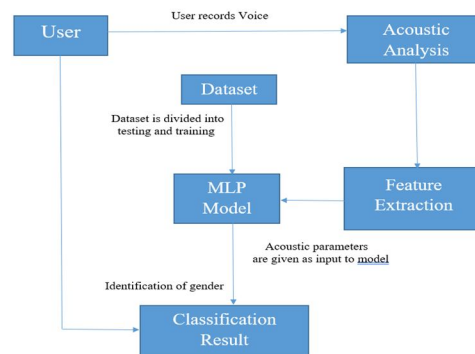 User records Voice
User
Acoustic
Analysis
Dataset
Dataset is divided into
testing and training
MLP
Model
Feature
Extraction
Acoustic parameters
are given as input to model
Identification of gender
Classification
Result